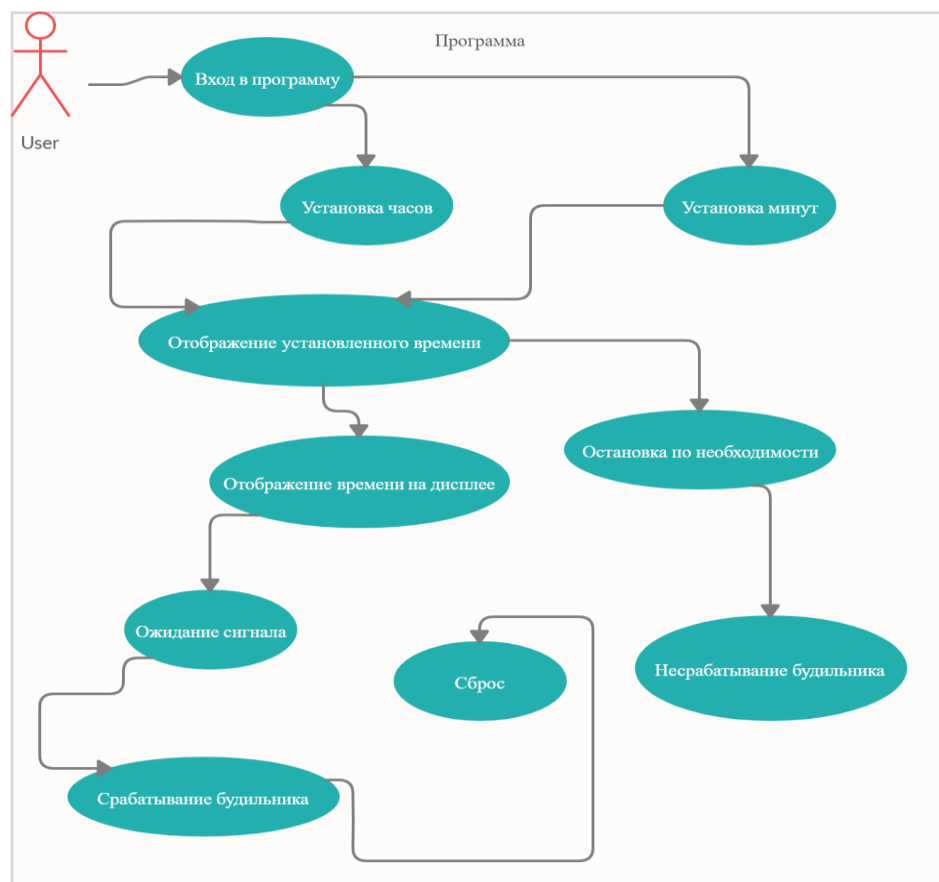 Программа
Вход в программу
User
Установка часов
Установка минут
Отображение установленного времени
Остановка по необходимости
Отображение времени на дисплее
Ожидание сигнала
Сброс
Несрабатывание будильника
Срабатывание будильника